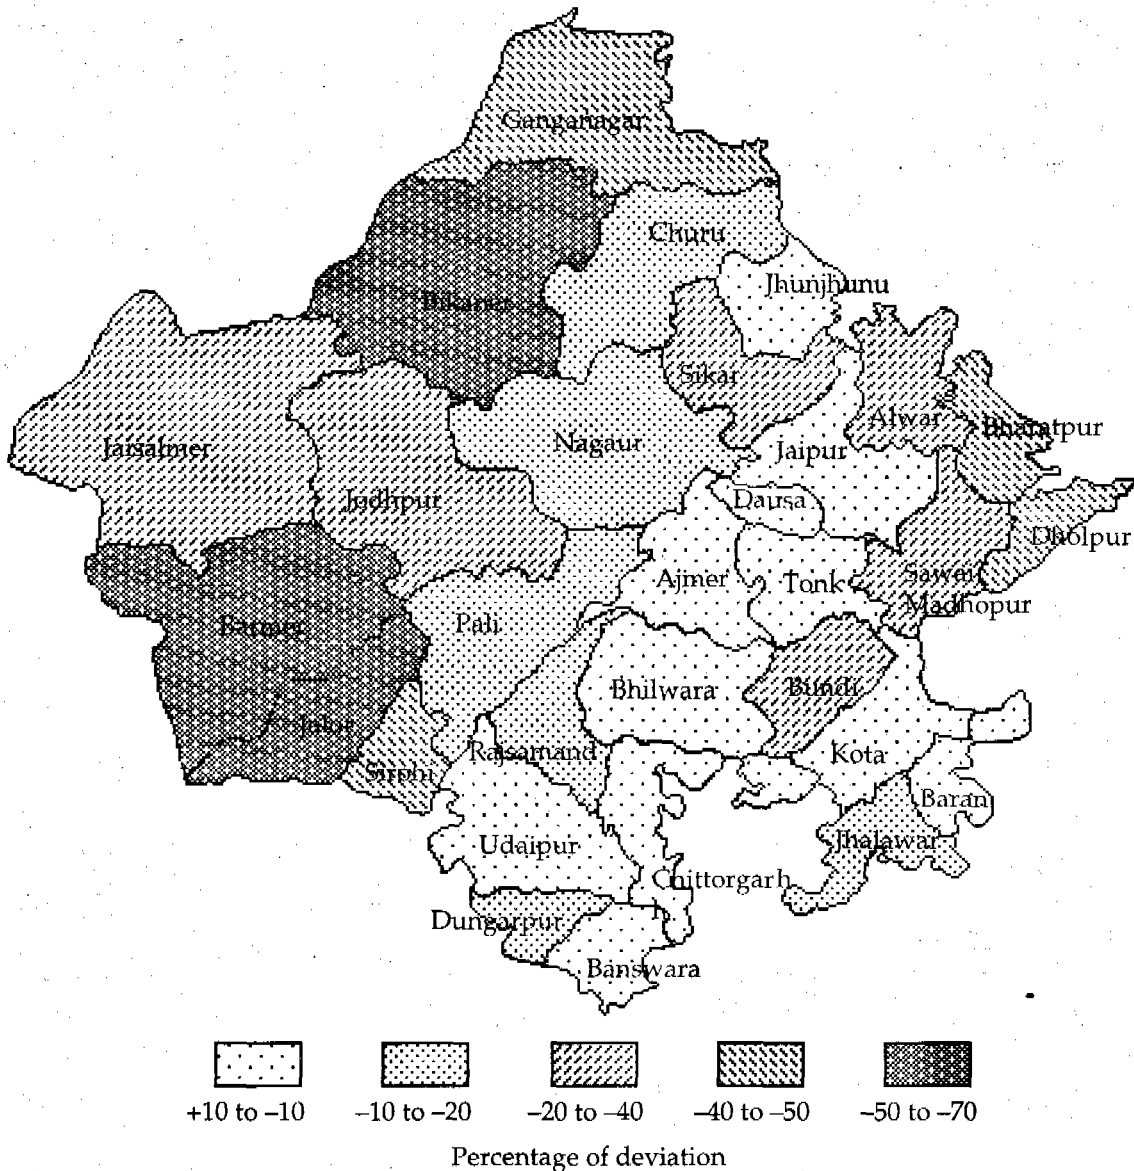 Ganganagar
Churu
Jhunjhunu
Bikaner
Sikar
Alwar
Bharatpur
Jaisalmer
Nagaur
Jaipur
Jodhpur
Dausa
Dholpur
Ajmer
Tonk
Sawai
Madhopur
Barmer
Pali
Bhilwara
Bundi
Jalor
Rajsamand
Kota
Sirohi
Baran
Udaipur
Jhalawar
Chittorgarh
Dungarpur
Banswara
+10 to –10
–10 to –20
–20 to –40
–40 to –50
–50 to –70
Percentage of deviation